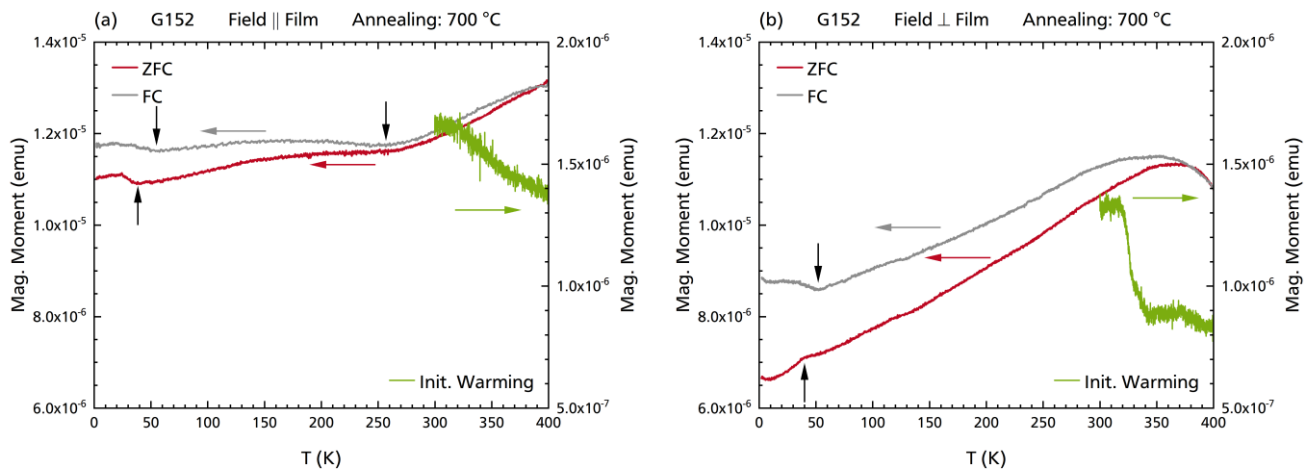 (a) G152 Field || Film Annealing: 700 °C
1.4x10⁻⁵
1.2x10⁻⁵
1.0x10⁻⁵
8.0x10⁻⁶
6.0x10⁻⁶
Mag. Moment (emu)
ZFC
FC
Init. Warming
2.0x10⁻⁶
1.5x10⁻⁶
1.0x10⁻⁶
5.0x10⁻⁷
Mag. Moment (emu)
0 50 100 150 200 250 300 350 400
T (K)
(b) G152 Field ⊥ Film Annealing: 700 °C
1.4x10⁻⁵
1.2x10⁻⁵
1.0x10⁻⁵
8.0x10⁻⁶
6.0x10⁻⁶
Mag. Moment (emu)
ZFC
FC
Init. Warming
2.0x10⁻⁶
1.5x10⁻⁶
1.0x10⁻⁶
5.0x10⁻⁷
Mag. Moment (emu)
0 50 100 150 200 250 300 350 400
T (K)